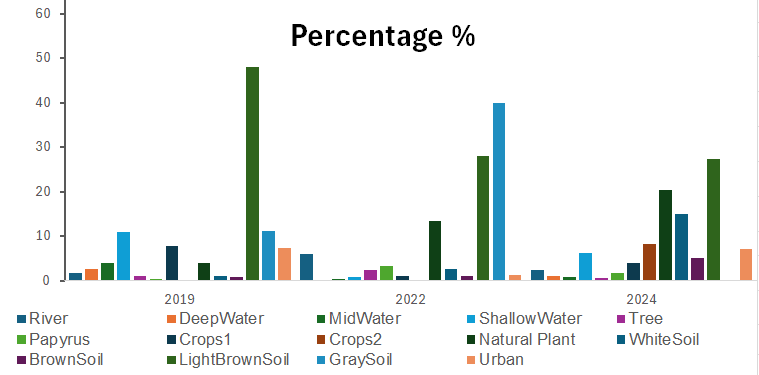 Percentage %
60
50
40
30
20
10
0
2019 2022 2024
River DeepWater MidWater ShallowWater Tree
Papyrus Crops1 Crops2 Natural Plant WhiteSoil
BrownSoil LightBrownSoil GraySoil Urban